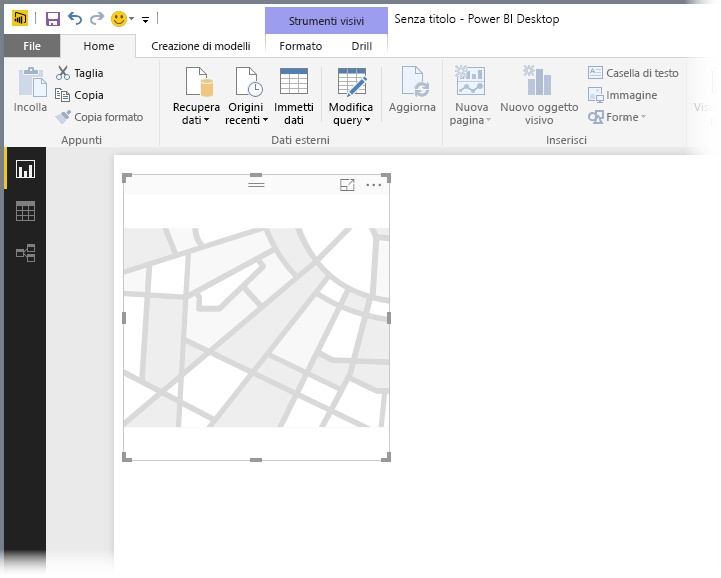 Strumenti visivi
Senza titolo - Power BI Desktop
File
Home
Creazione di modelli
Formato
Drill
Incolla
Taglia
Copia
Copia formato
Appunti
Recupera
dati
Origini
recenti
Immetti
dati
Modifica
query
Dati esterni
Aggiorna
Nuova
pagina
Nuovo oggetto
visivo
Casella di testo
Immagine
Forme
Inserisci